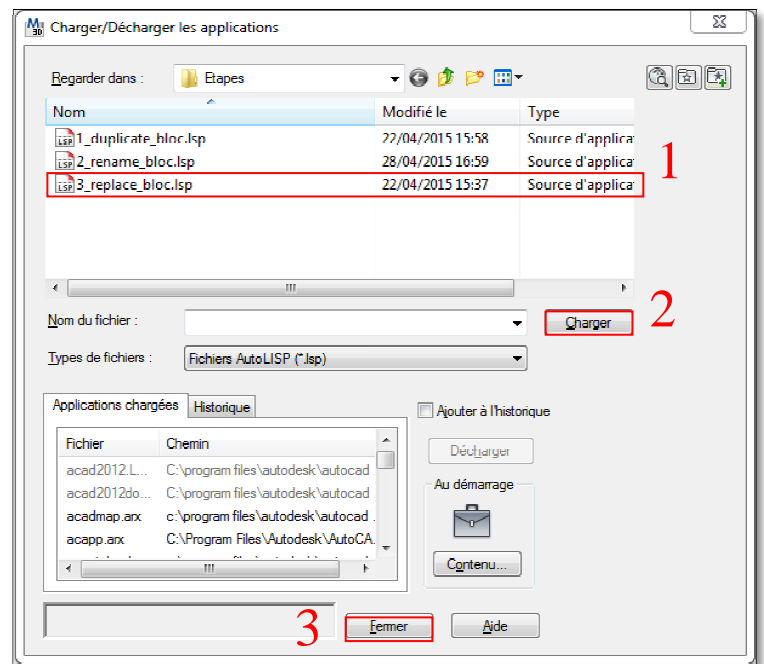 M 3D Charger/Décharger les applications
Regarder dans : Etapes
Nom Modifié le Type
LSP 1_duplicate_bloc.lsp 22/04/2015 15:58 Source d'applica
LSP 2_rename_bloc.lsp 28/04/2015 16:59 Source d'applica
LSP 3_replace_bloc.lsp 22/04/2015 15:37 Source d'applica
1
Nom du fichier : Charger 2
Types de fichiers : Fichiers AutoLISP (*.lsp)
Applications chargées Historique Ajouter à l'historique
Fichier Chemin Décharger
acad2012.L... C:\program files\autodesk\autocad
acad2012do... C:\program files\autodesk\autocad
acadmap.arx c:\program files\autodesk\autocad .
acapp.arx C:\Program Files\Autodesk\AutoCA.
Au démarrage
Contenu...
3 Fermer Aide